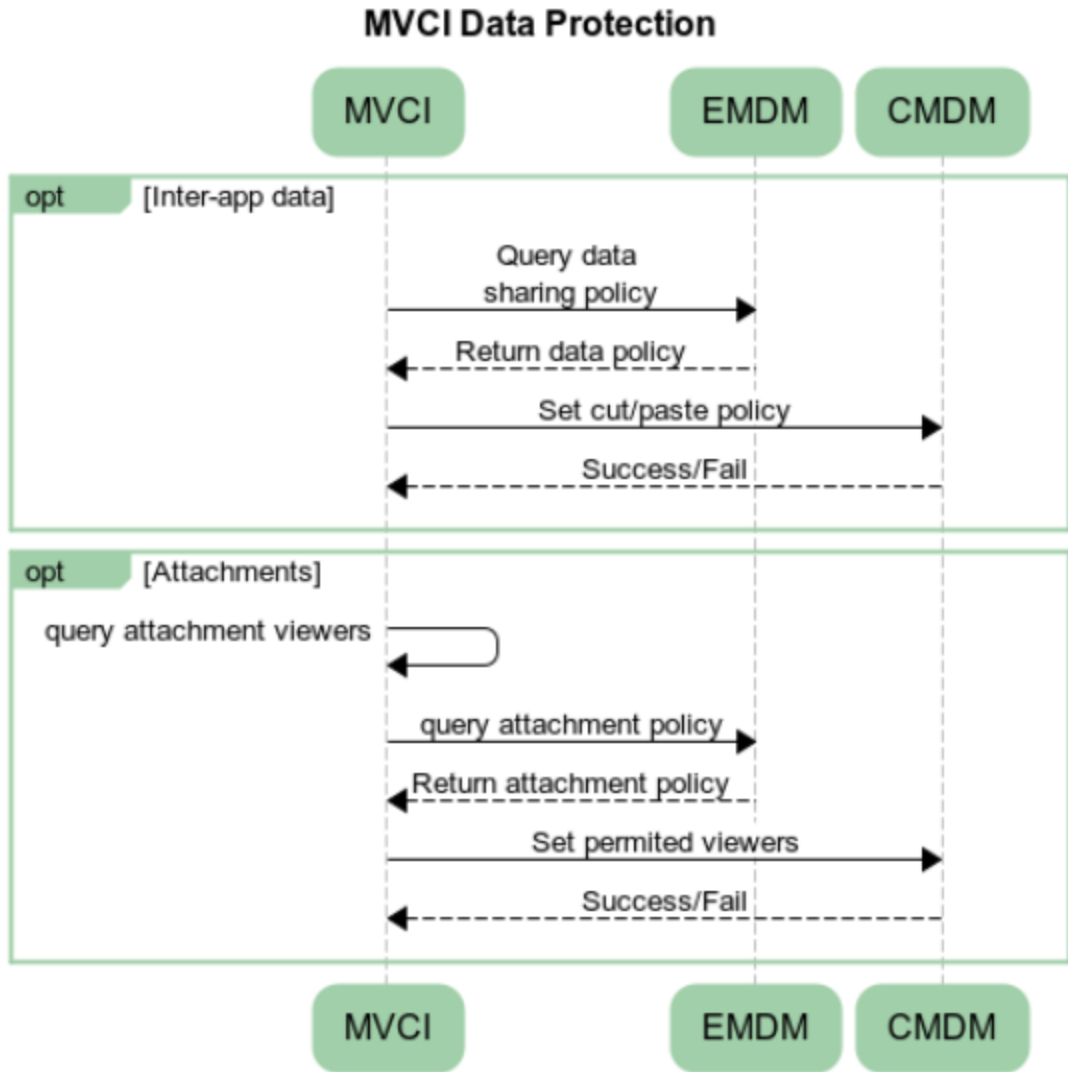 MVCI Data Protection
MVCI
EMDM
CMDM
opt
[Inter-app data]
Query data
sharing policy
Return data policy
Set cut/paste policy
Success/Fail
opt
[Attachments]
query attachment viewers
query attachment policy
Return attachment policy
Set permited viewers
Success/Fail
MVCI
EMDM
CMDM